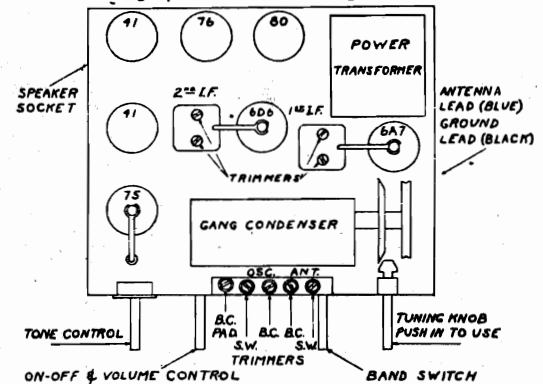 41
76
80
POWER
TRANSFORMER
SPEAKER
SOCKET
2ND I.F.
6D6
1ST I.F.
6A7
ANTENNA
LEAD (BLUE)
GROUND
LEAD (BLACK)
41
TRIMMERS
75
GANG CONDENSER
OSC. ANT.
B.C.
PAD
S.W.
B.C.
B.C.
S.W.
TRIMMERS
TONE CONTROL
TUNING KNOB
PUSH IN TO USE
ON-OFF & VOLUME CONTROL
BAND SWITCH